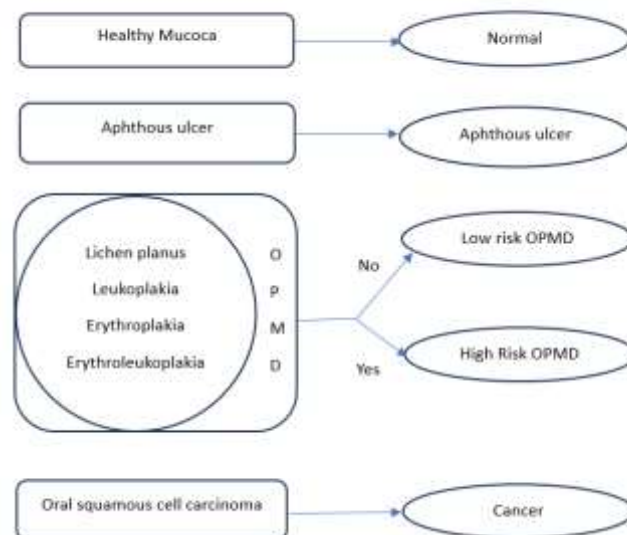 Healthy Mucoca
Normal
Aphthous ulcer
Aphthous ulcer
Lichen planus
Leukoplakia
Erythroplakia
Erythroleukoplakia
O
P
M
D
No
Yes
Low risk OPMD
High Risk OPMD
Oral squamous cell carcinoma
Cancer